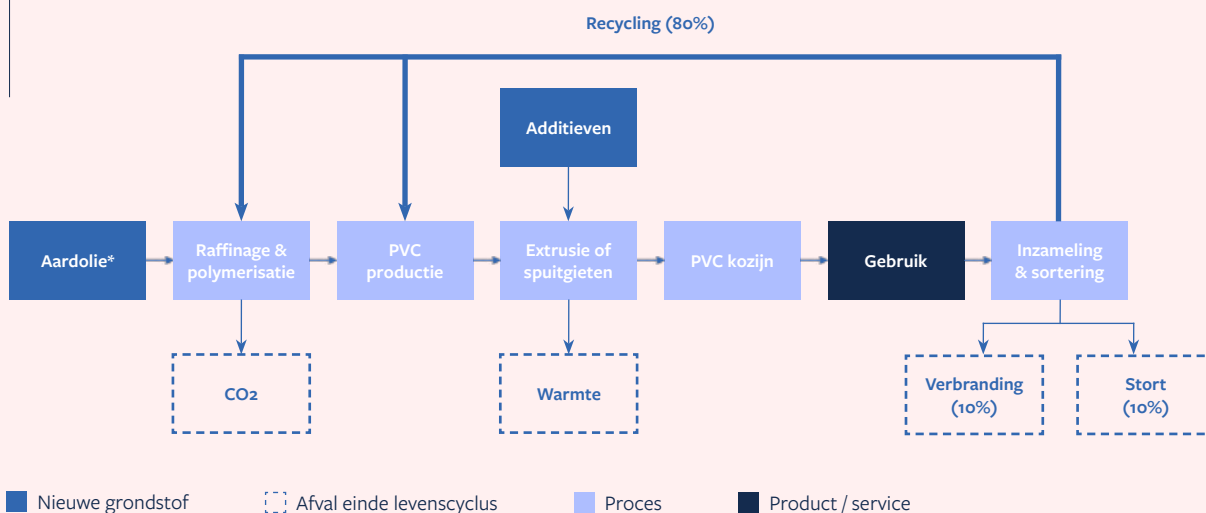 Recycling (80%)
Additieven
Aardolie*
Raffinage &
polymerisatie
PVC
productie
Extrusie of
spuitgieten
PVC kozijn
Gebruik
Inzameling
& sortering
CO2
Warmte
Verbranding
(10%)
Stort
(10%)
Nieuwe grondstof
Afval einde levenscyclus
Proces
Product / service